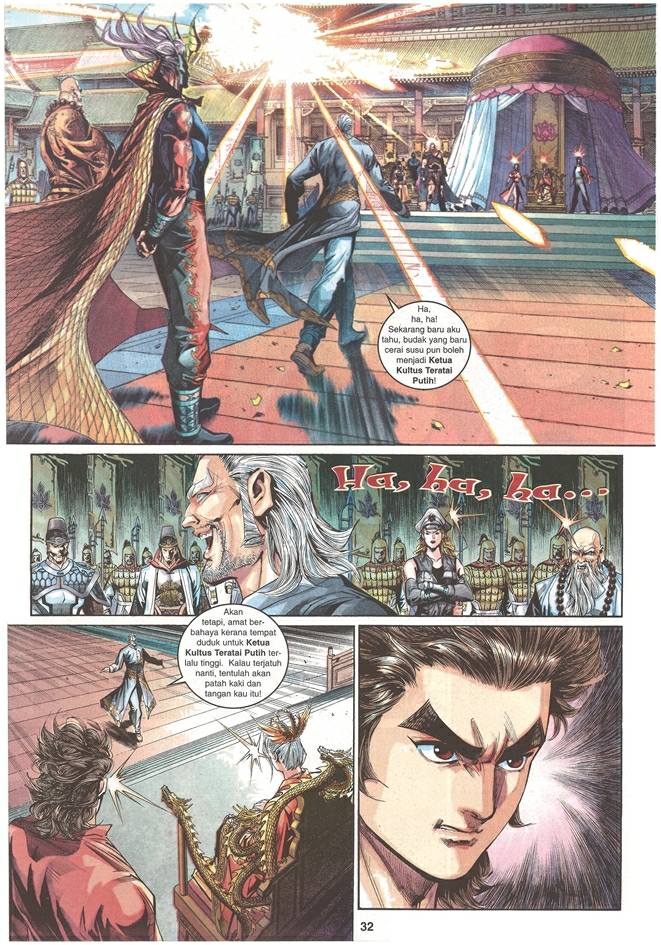 Ha,
ha, ha!
Sekarang baru aku
tahu, budak yang baru
cerai susu pun boleh
menjadi Ketua
Kultus Teratai
Putih!
Ha, ha, ha...
Akan
tetapi, amat ber-
bahaya kerana tempat
duduk untuk Ketua
Kultus Teratai Putih ter-
lalu tinggi. Kalau terjatuh
nanti, tentulah akan
patah kaki dan
tangan kau itu!
32